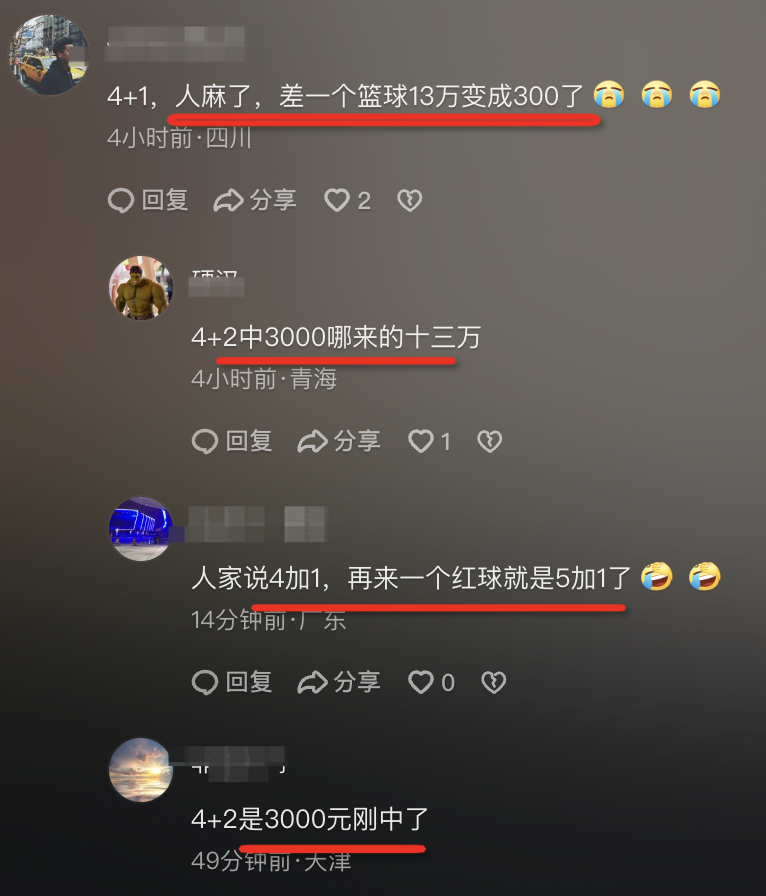 4+1，人麻了，差一个篮球13万变成300了😭😭😭
4小时前·四川
回复 分享 2
4+2中3000哪来的十三万
4小时前·青海
回复 分享 1
人家说4加1，再来一个红球就是5加1了🤣🤣
14分钟前·广东
回复 分享 0
4+2是3000元刚中了
49分钟前·天津